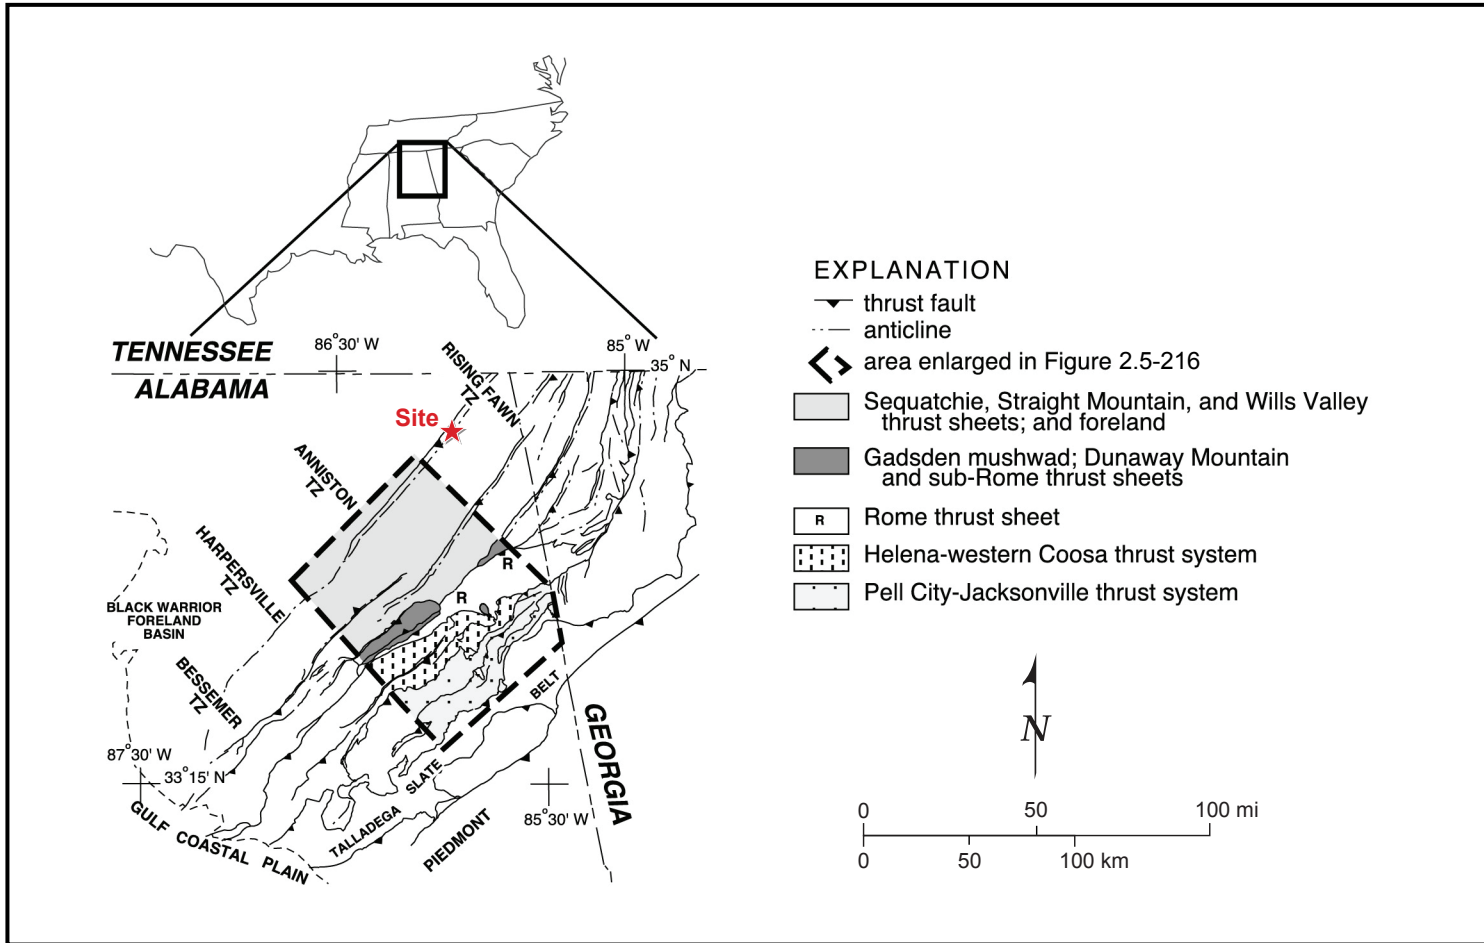 TENNESSEE
ALABAMA
86°30' W
85° W
35° N
RISING FAWN
TZ
Site
ANNISTON
TZ
HARPERSVILLE
TZ
BLACK WARRIOR
FORELAND
BASIN
BESSEMER
TZ
R
R
BELT
SLATE
TALLADEGA
PIEDMONT
GEORGIA
87°30' W
33°15' N
85°30' W
GULF COASTAL PLAIN
EXPLANATION
thrust fault
anticline
area enlarged in Figure 2.5-216
Sequatchie, Straight Mountain, and Wills Valley
thrust sheets; and foreland
Gadsden mushwad; Dunaway Mountain
and sub-Rome thrust sheets
R Rome thrust sheet
Helena-western Coosa thrust system
Pell City-Jacksonville thrust system
N
0 50 100 mi
0 50 100 km